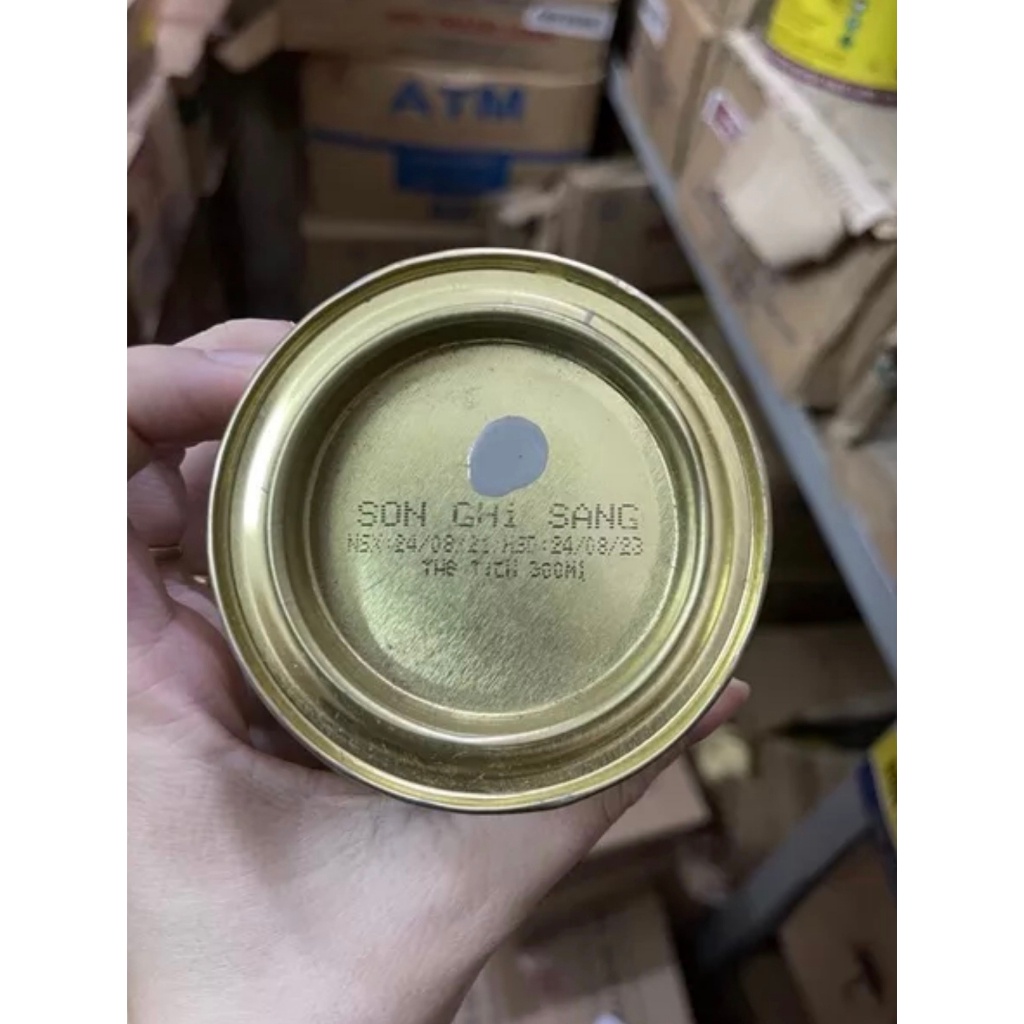 ATM
SON GHi SANG
NSX:24/08/21.HSD:24/08/23
THE TICH 300Ml